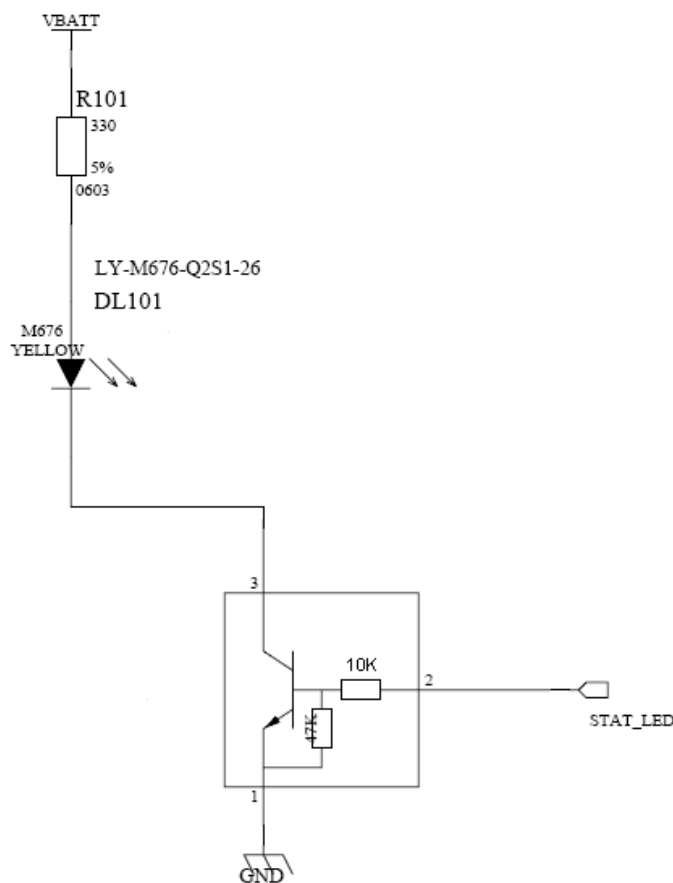 VBATT
R101
330
5%
0603
LY-M676-Q2S1-26
DL101
M676
YELLOW
3
10K
2
47K
STAT_LED
1
GND